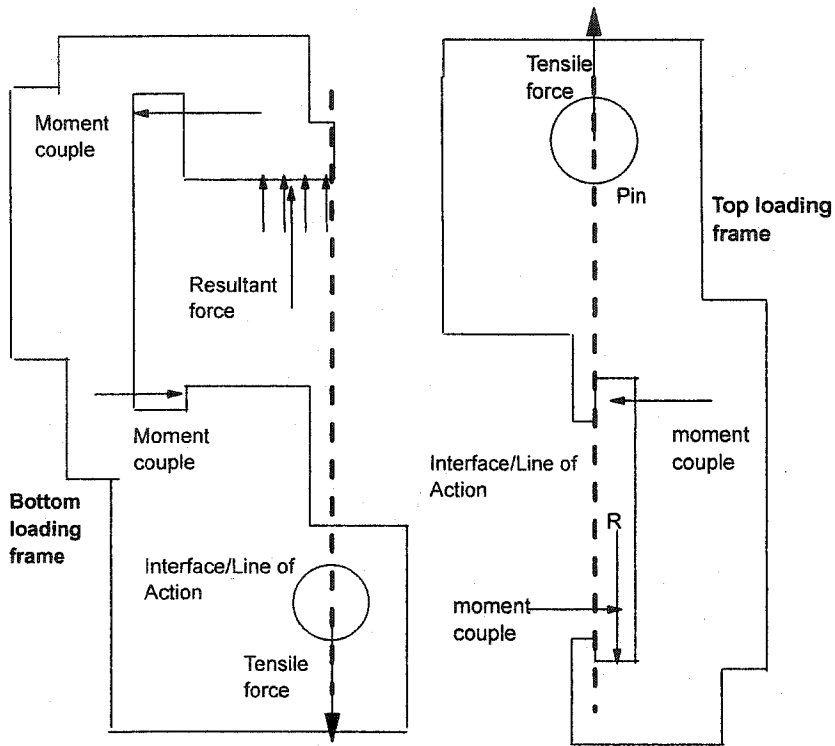 Moment
couple
Resultant
force
Moment
couple
Bottom
loading
frame
Interface/Line of
Action
Tensile
force
Tensile
force
Pin
Top loading
frame
moment
couple
Interface/Line of
Action
R
moment
couple